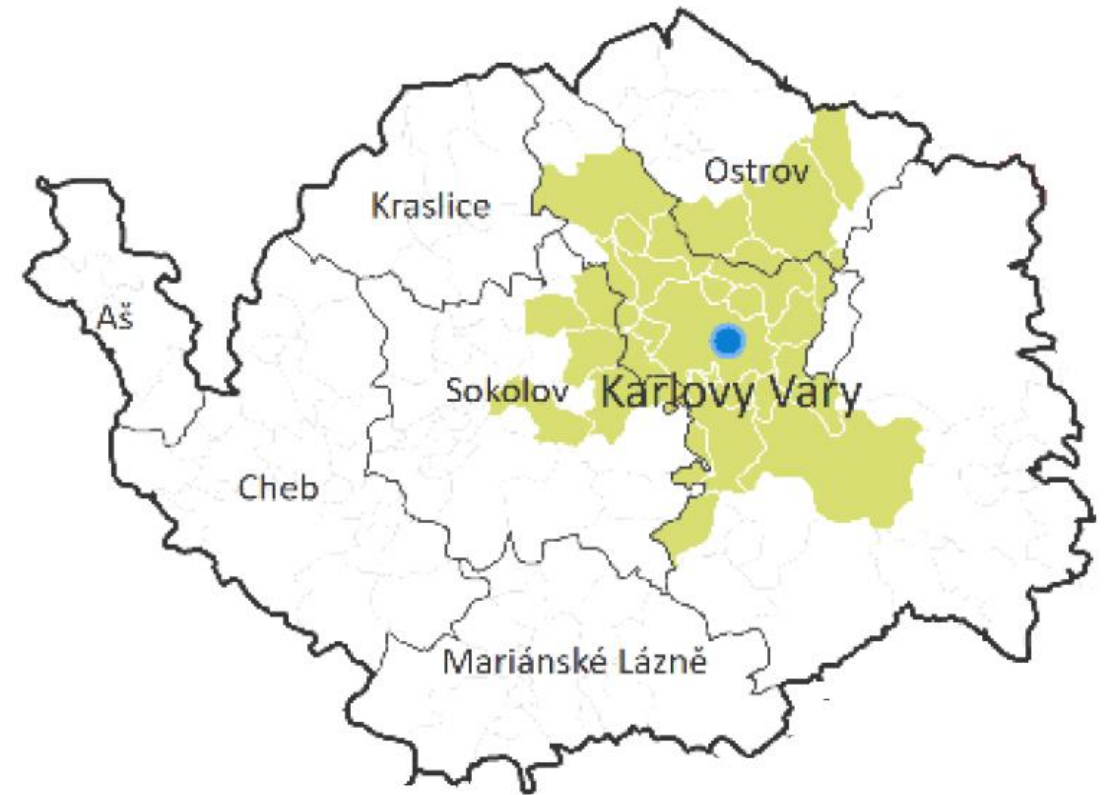 Ostrov
Kraslice
Aš
Sokolov
Karlovy Vary
Cheb
Mariánské Lázně